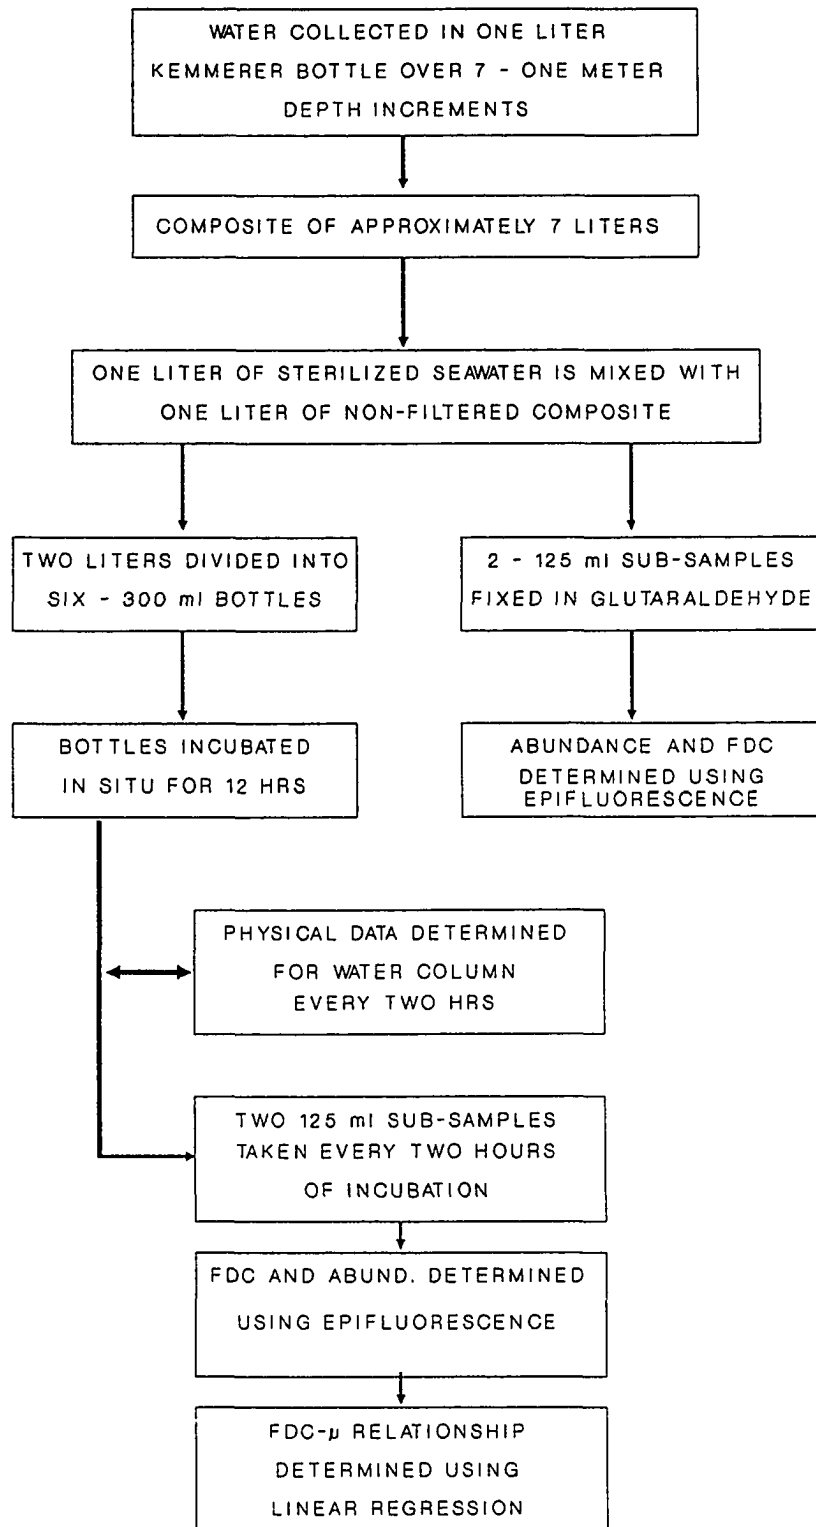 WATER COLLECTED IN ONE LITER
KEMMERER BOTTLE OVER 7 - ONE METER
DEPTH INCREMENTS
COMPOSITE OF APPROXIMATELY 7 LITERS
ONE LITER OF STERILIZED SEAWATER IS MIXED WITH
ONE LITER OF NON-FILTERED COMPOSITE
TWO LITERS DIVIDED INTO
SIX - 300 ml BOTTLES
2 - 125 ml SUB-SAMPLES
FIXED IN GLUTARALDEHYDE
BOTTLES INCUBATED
IN SITU FOR 12 HRS
ABUNDANCE AND FDC
DETERMINED USING
EPIFLUORESCENCE
PHYSICAL DATA DETERMINED
FOR WATER COLUMN
EVERY TWO HRS
TWO 125 ml SUB-SAMPLES
TAKEN EVERY TWO HOURS
OF INCUBATION
FDC AND ABUND. DETERMINED
USING EPIFLUORESCENCE
FDC-μ RELATIONSHIP
DETERMINED USING
LINEAR REGRESSION